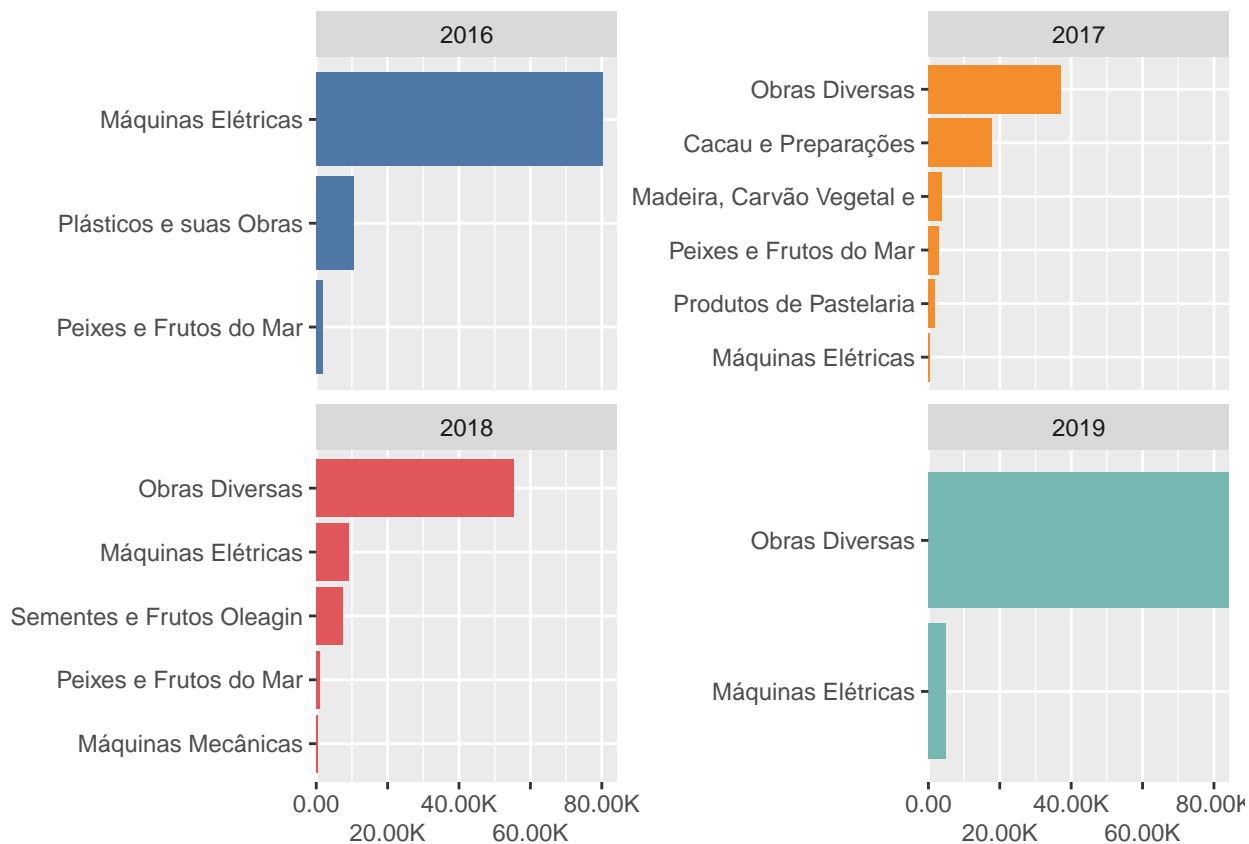 2016
Máquinas Elétricas
Plásticos e suas Obras
Peixes e Frutos do Mar
2017
Obras Diversas
Cacau e Preparações
Madeira, Carvão Vegetal e
Peixes e Frutos do Mar
Produtos de Pastelaria
Máquinas Elétricas
2018
Obras Diversas
Máquinas Elétricas
Sementes e Frutos Oleagin
Peixes e Frutos do Mar
Máquinas Mecânicas
0.00 40.00K 80.00K
20.00K 60.00K
2019
Obras Diversas
Máquinas Elétricas
0.00 40.00K 80.00K
20.00K 60.00K